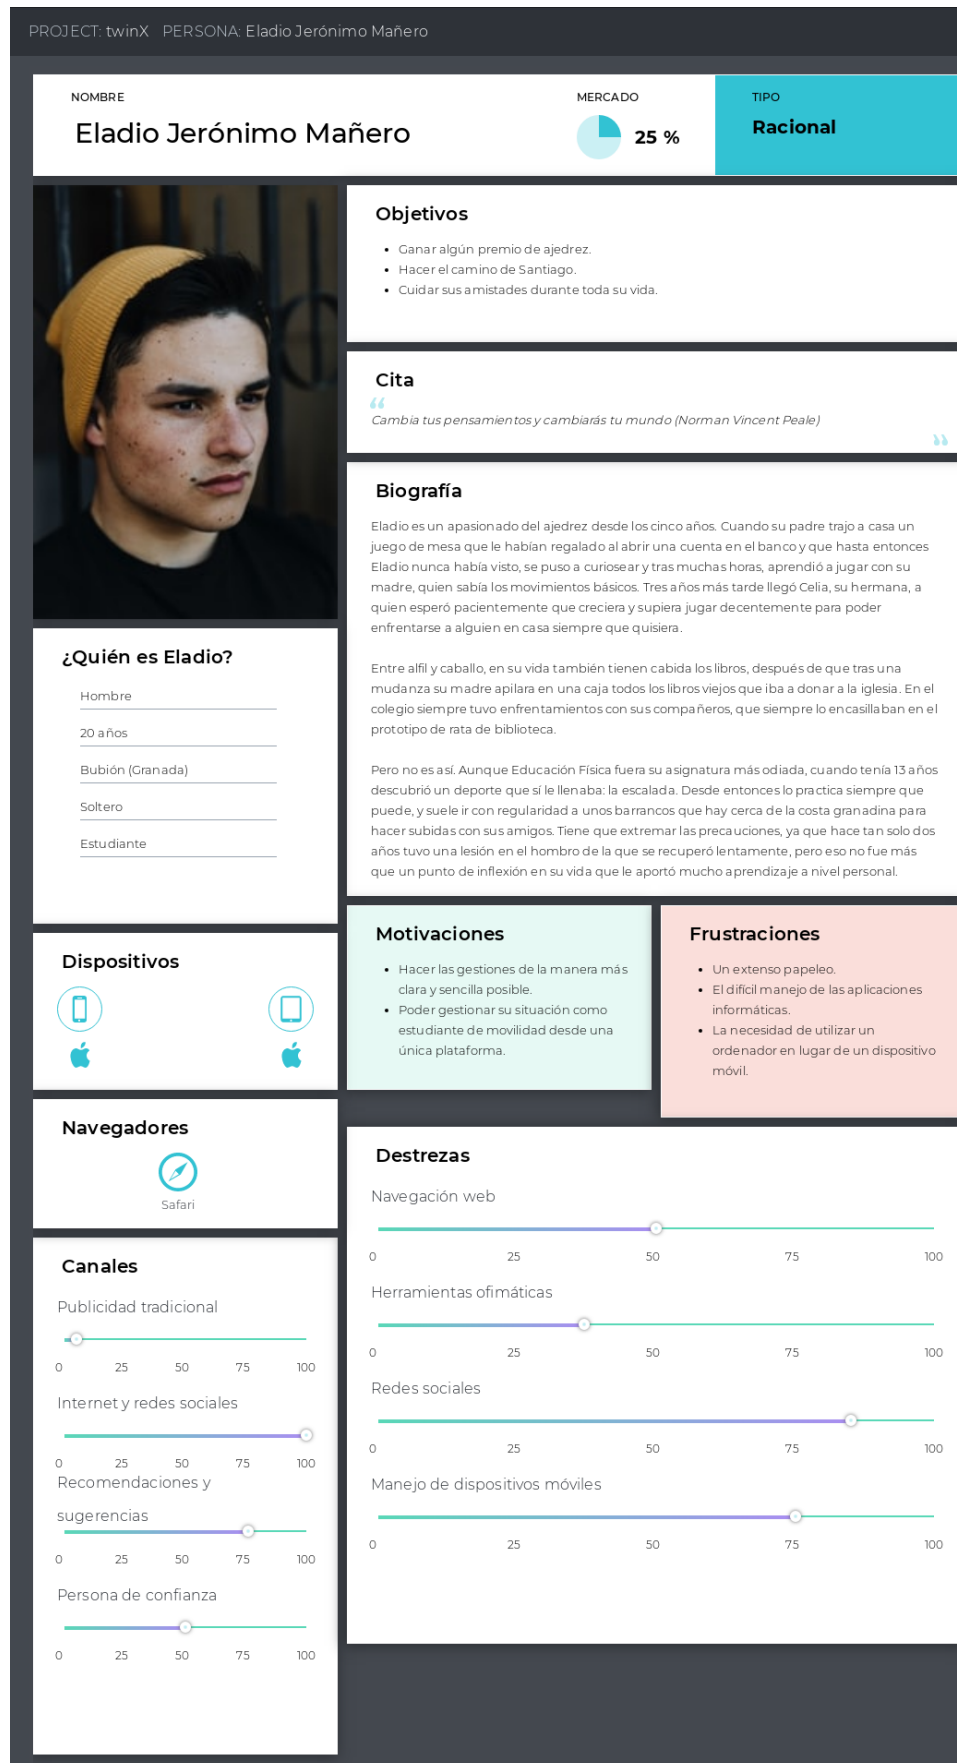 PROJECT: twinX   PERSONA: Eladio Jerónimo Mañero
NOMBRE
Eladio Jerónimo Mañero
MERCADO
25 %
TIPO
Racional
Objetivos
• Ganar algún premio de ajedrez.
• Hacer el camino de Santiago.
• Cuidar sus amistades durante toda su vida.
Cita
“
Cambia tus pensamientos y cambiarás tu mundo (Norman Vincent Peale)
”
Biografía
Eladio es un apasionado del ajedrez desde los cinco años. Cuando su padre trajo a casa un
juego de mesa que le habían regalado al abrir una cuenta en el banco y que hasta entonces
Eladio nunca había visto, se puso a curiosear y tras muchas horas, aprendió a jugar con su
madre, quien sabía los movimientos básicos. Tres años más tarde llegó Celia, su hermana, a
quien esperó pacientemente que creciera y supiera jugar decentemente para poder
enfrentarse a alguien en casa siempre que quisiera.
Entre alfil y caballo, en su vida también tienen cabida los libros, después de que tras una
mudanza su madre apilara en una caja todos los libros viejos que iba a donar a la iglesia. En el
colegio siempre tuvo enfrentamientos con sus compañeros, que siempre lo encasillaban en el
prototipo de rata de biblioteca.
Pero no es así. Aunque Educación Física fuera su asignatura más odiada, cuando tenía 13 años
descubrió un deporte que sí le llenaba: la escalada. Desde entonces lo practica siempre que
puede, y suele ir con regularidad a unos barrancos que hay cerca de la costa granadina para
hacer subidas con sus amigos. Tiene que extremar las precauciones, ya que hace tan solo dos
años tuvo una lesión en el hombro de la que se recuperó lentamente, pero eso no fue más
que un punto de inflexión en su vida que le aportó mucho aprendizaje a nivel personal.
¿Quién es Eladio?
Hombre
20 años
Bubión (Granada)
Soltero
Estudiante
Dispositivos
Navegadores
Safari
Canales
Publicidad tradicional
0 25 50 75 100
Internet y redes sociales
0 25 50 75 100
Recomendaciones y
sugerencias
0 25 50 75 100
Persona de confianza
0 25 50 75 100
Motivaciones
• Hacer las gestiones de la manera más
clara y sencilla posible.
• Poder gestionar su situación como
estudiante de movilidad desde una
única plataforma.
Frustraciones
• Un extenso papeleo.
• El difícil manejo de las aplicaciones
informáticas.
• La necesidad de utilizar un
ordenador en lugar de un dispositivo
móvil.
Destrezas
Navegación web
0 25 50 75 100
Herramientas ofimáticas
0 25 50 75 100
Redes sociales
0 25 50 75 100
Manejo de dispositivos móviles
0 25 50 75 100